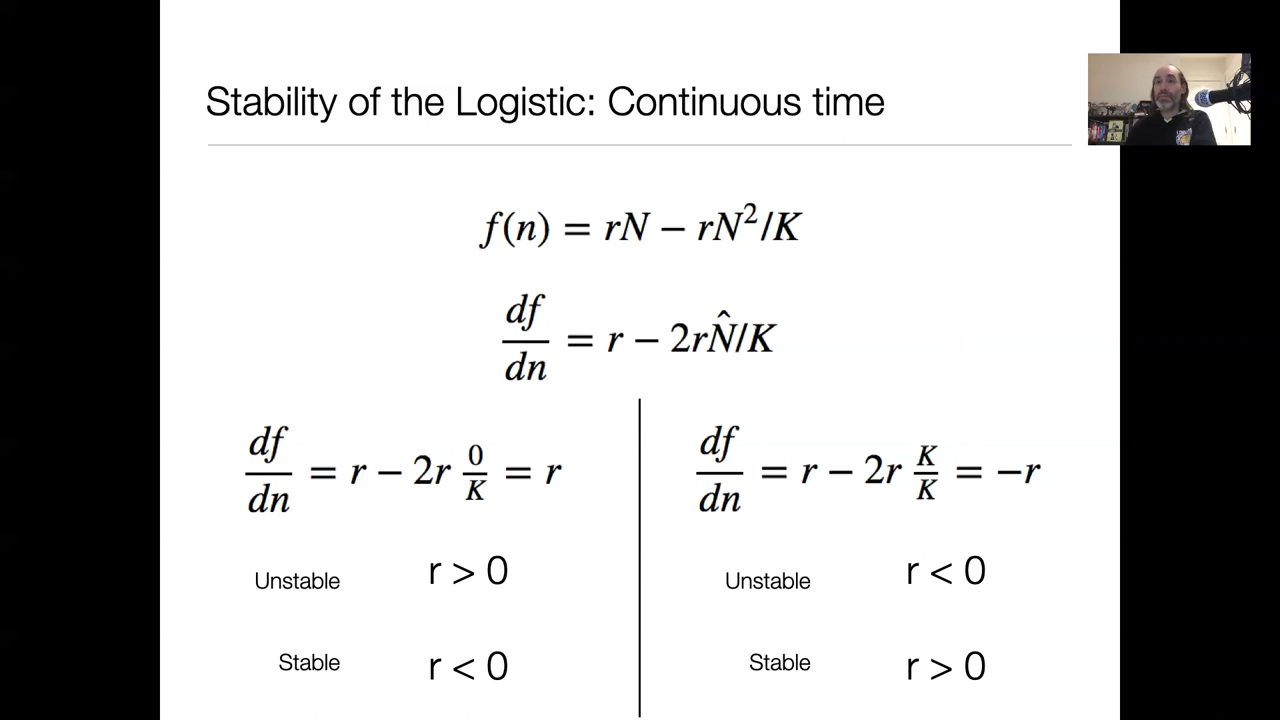 Stability of the Logistic: Continuous time
f(n) = rN − rN²/K
df/dn = r − 2rN̂/K
df/dn = r − 2r 0/K = r
Unstable r > 0
Stable r < 0
df/dn = r − 2r K/K = −r
Unstable r < 0
Stable r > 0